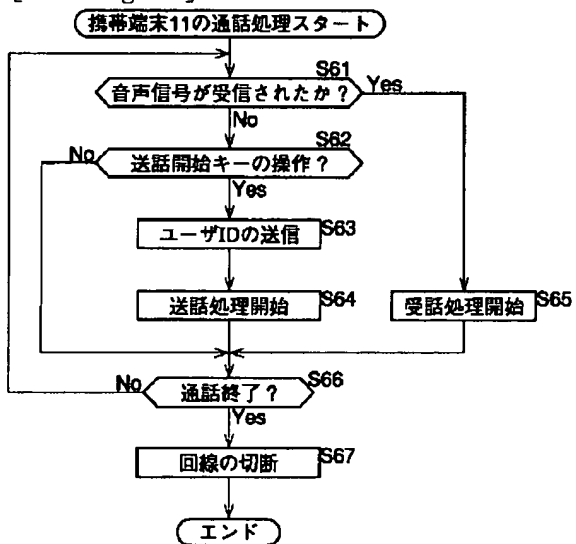 携帯端末11の通話処理スタート
S61
音声信号が受信されたか？
Yes
No
S62
No
送話開始キーの操作？
Yes
ユーザIDの送信
S63
送話処理開始
S64
受話処理開始
S65
No
通話終了？
S66
Yes
回線の切断
S67
エンド